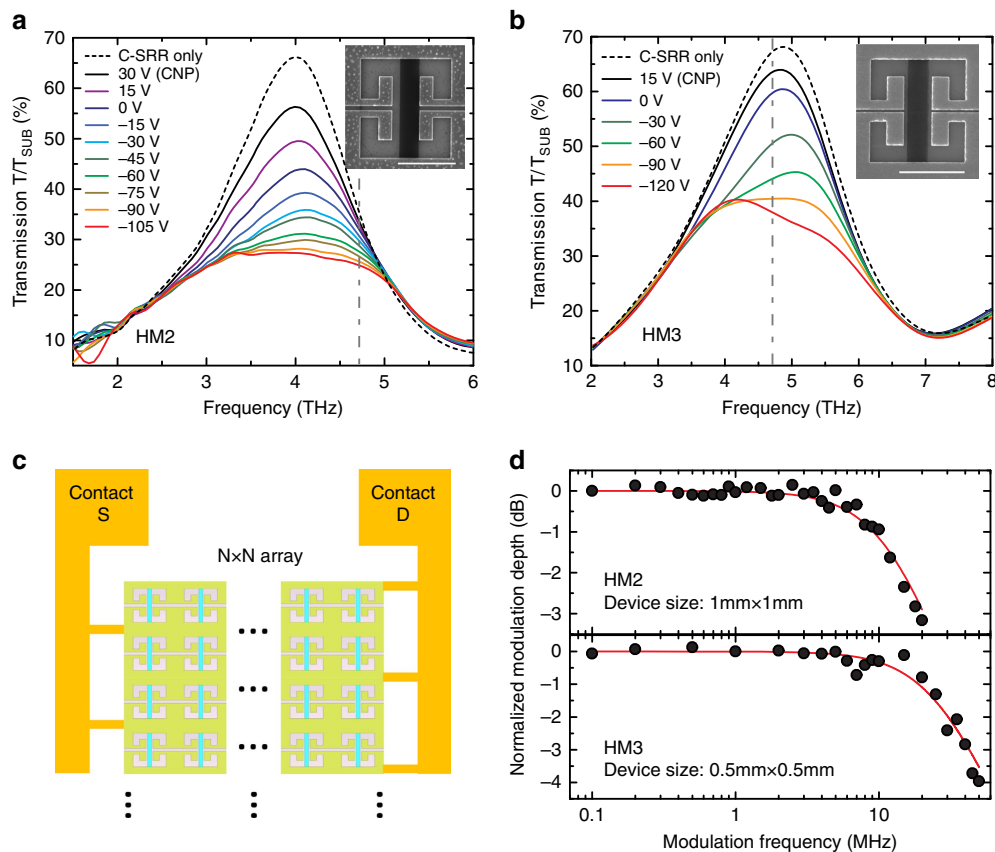 a
Transmission T/T_SUB (%)
70
60
50
40
30
20
10
C-SRR only
30 V (CNP)
15 V
0 V
–15 V
–30 V
–45 V
–60 V
–75 V
–90 V
–105 V
HM2
2
3
4
5
6
Frequency (THz)
b
Transmission T/T_SUB (%)
70
60
50
40
30
20
10
C-SRR only
15 V (CNP)
0 V
–30 V
–60 V
–90 V
–120 V
HM3
2
3
4
5
6
7
8
Frequency (THz)
c
Contact
S
Contact
D
N×N array
d
Normalized modulation depth (dB)
0
–1
–2
–3
HM2
Device size: 1mm×1mm
0
–1
–2
–3
–4
HM3
Device size: 0.5mm×0.5mm
0.1
1
10
Modulation frequency (MHz)